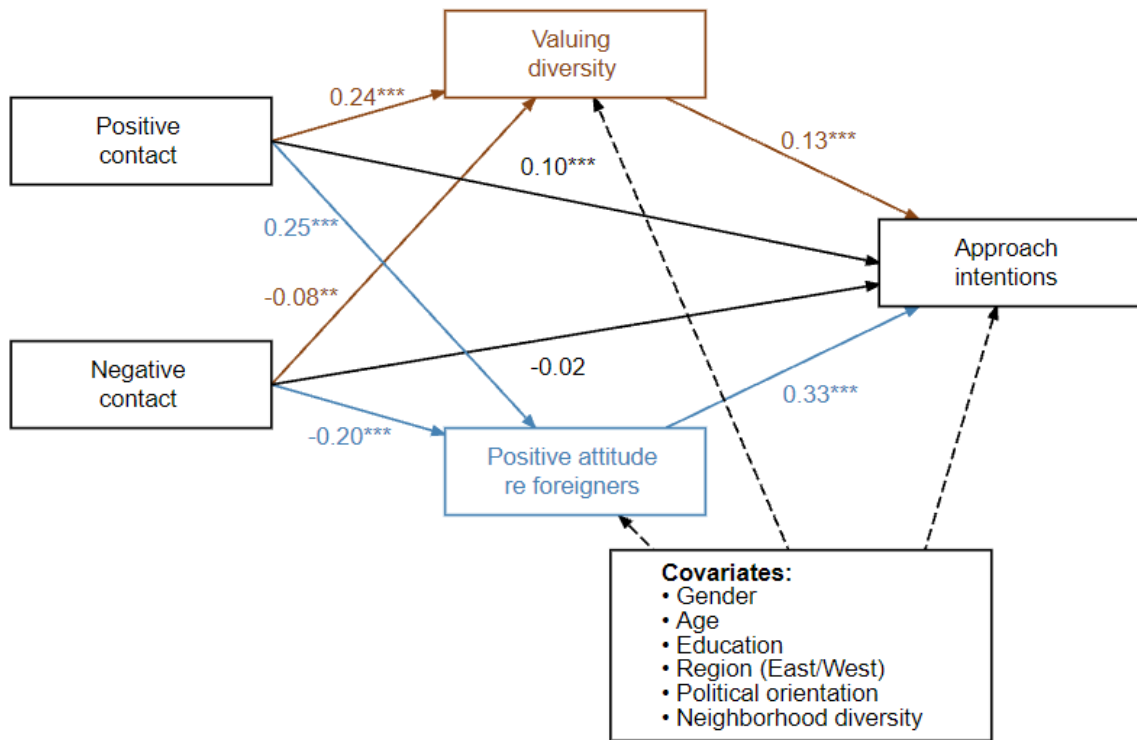 Valuing
diversity
0.24***
Positive
contact
0.13***
0.10***
0.25***
Approach
intentions
-0.08**
Negative
contact
-0.02
0.33***
-0.20***
Positive attitude
re foreigners
Covariates:
• Gender
• Age
• Education
• Region (East/West)
• Political orientation
• Neighborhood diversity